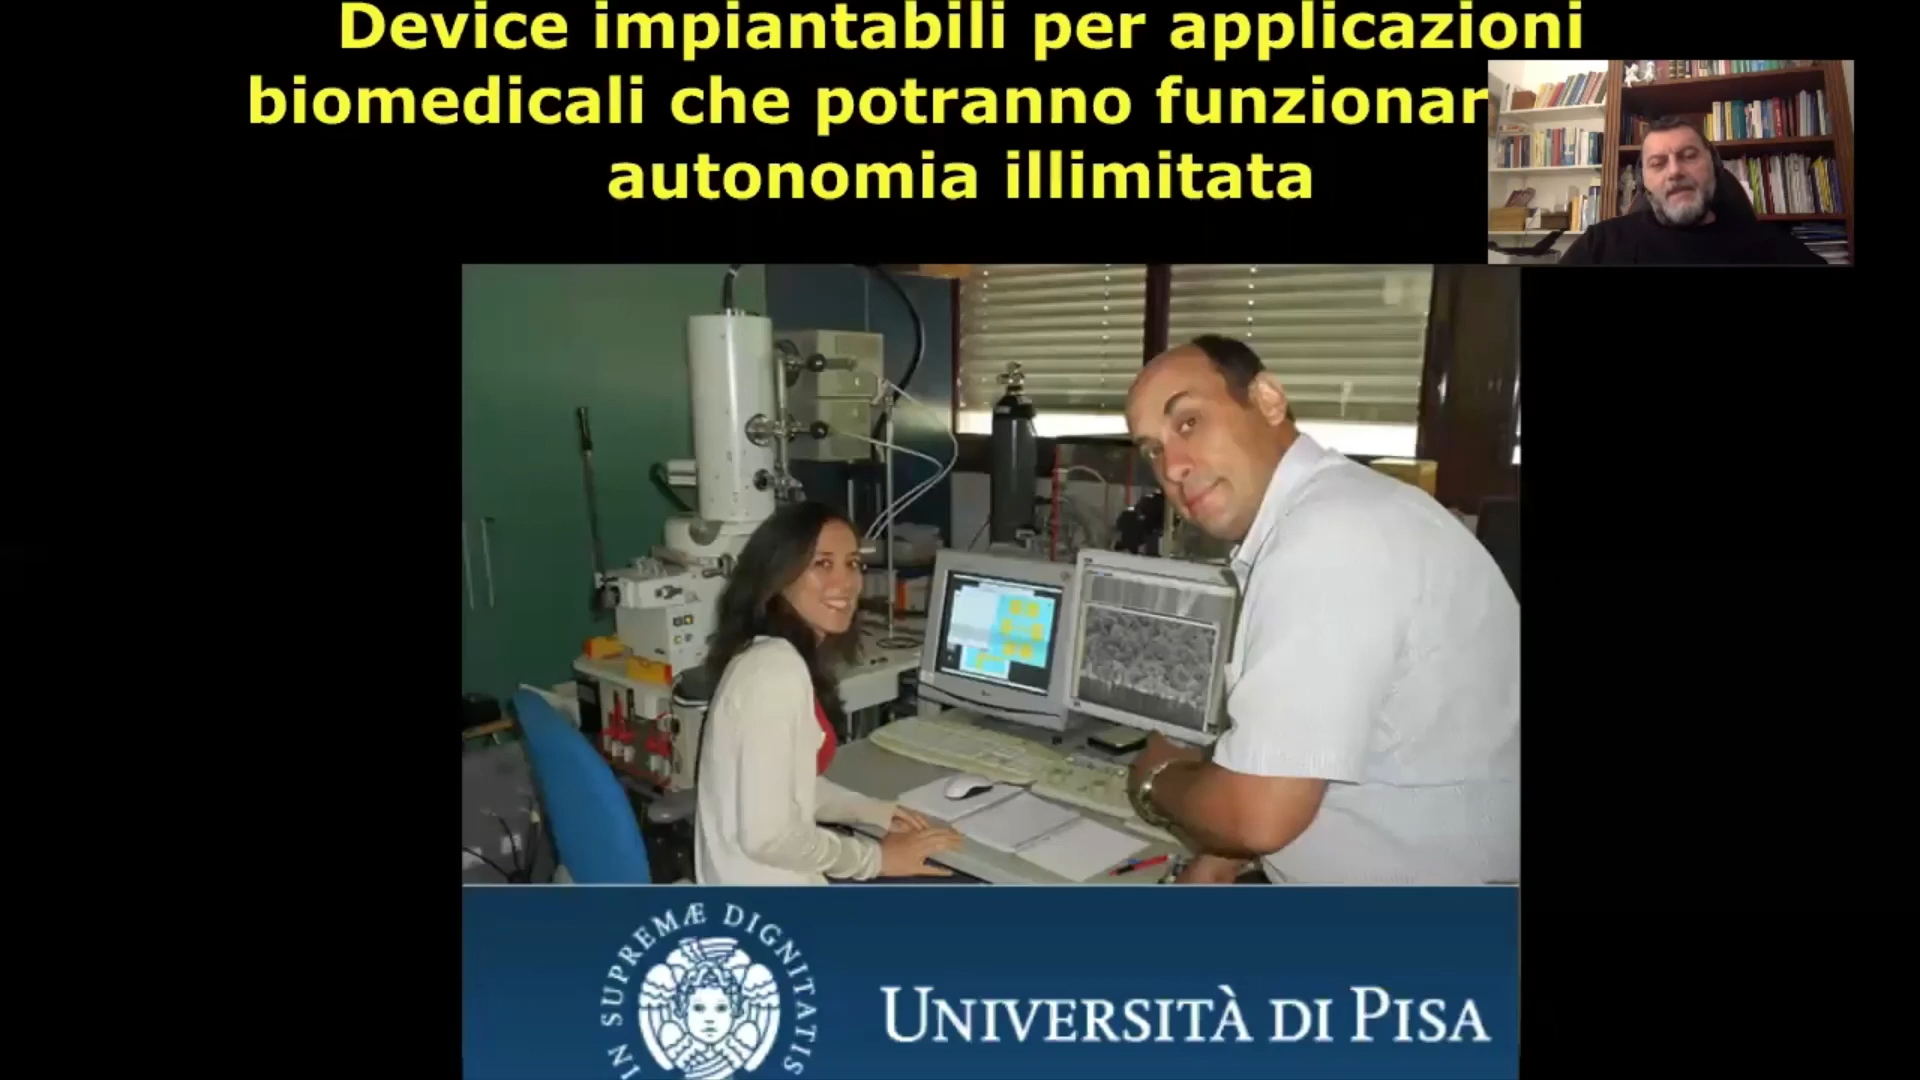 Device impiantabili per applicazioni
biomedicali che potranno funzionar
autonomia illimitata
IN SUPREMÆ DIGNITATIS
UNIVERSITÀ DI PISA